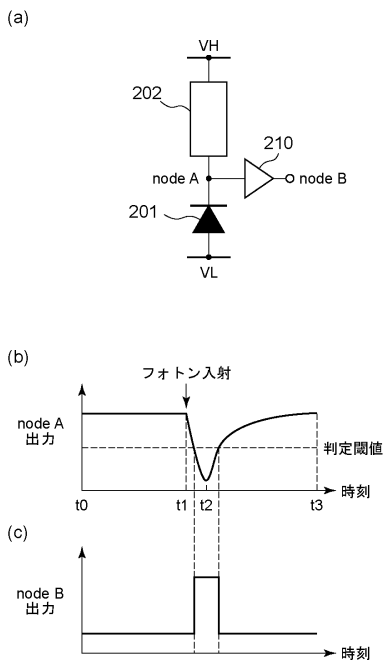 (a)
VH
202
210
node A
node B
201
VL
(b)
フォトン入射
node A
出力
判定閾値
t0
t1
t2
t3
時刻
(c)
node B
出力
時刻